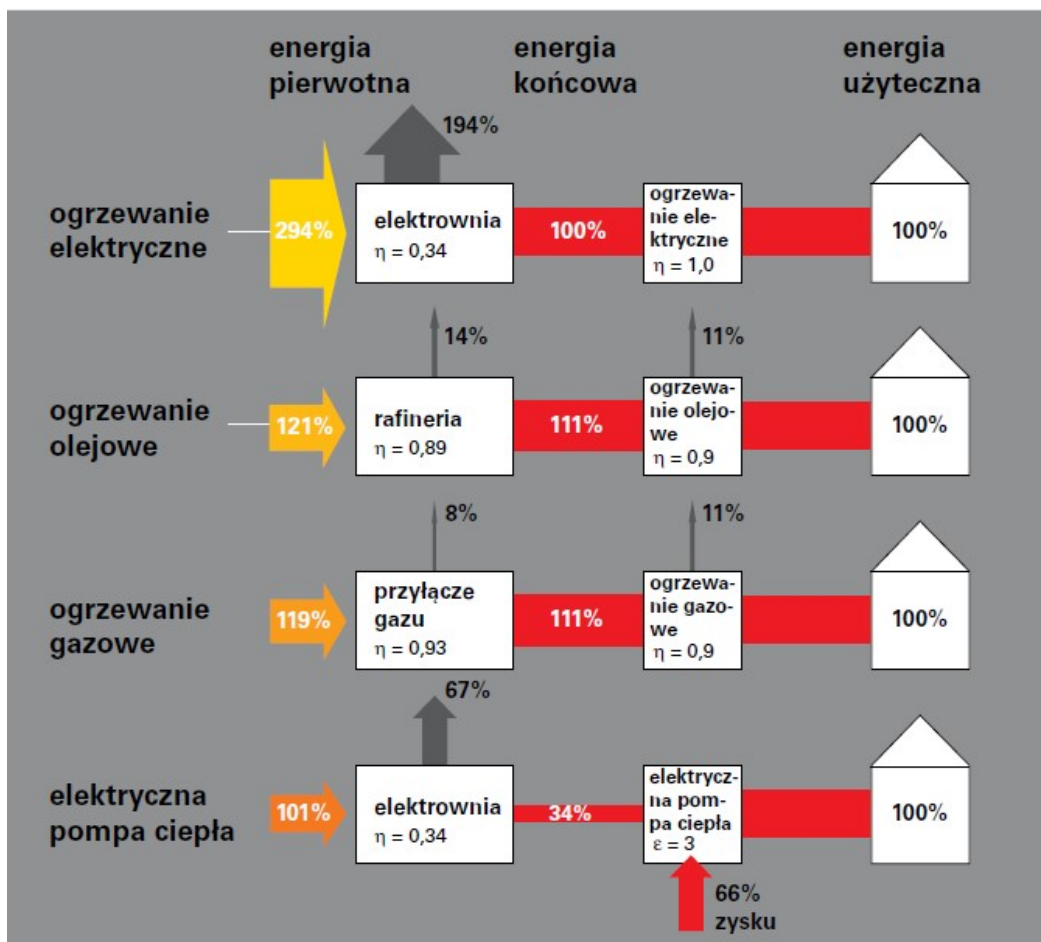 energia
pierwotna
energia
końcowa
energia
użyteczna
194%
ogrzewanie
elektryczne
294%
elektrownia
η = 0,34
100%
ogrzewa-
nie ele-
ktryczne
η = 1,0
100%
14%
11%
ogrzewanie
olejowe
121%
rafineria
η = 0,89
111%
ogrzewa-
nie olejo-
we
η = 0,9
100%
8%
11%
ogrzewanie
gazowe
119%
przyłącze
gazu
η = 0,93
111%
ogrzewa-
nie gazo-
we
η = 0,9
100%
67%
elektryczna
pompa ciepła
101%
elektrownia
η = 0,34
34%
elektrycz-
na pom-
pa ciepła
ε = 3
100%
66%
zysku